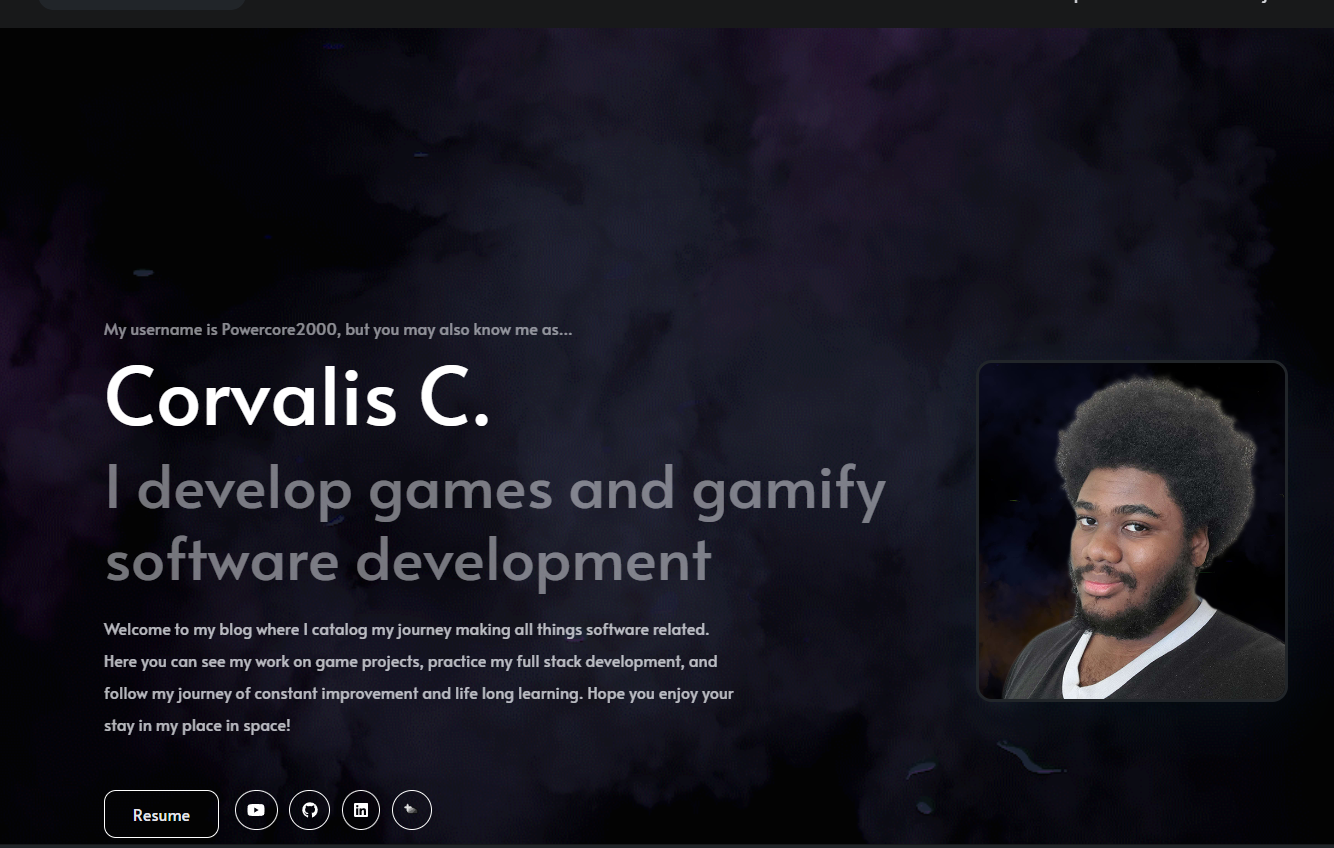 My username is Powercore2000, but you may also know me as...
Corvalis C.
I develop games and gamify
software development
Welcome to my blog where I catalog my journey making all things software related.
Here you can see my work on game projects, practice my full stack development, and
follow my journey of constant improvement and life long learning. Hope you enjoy your
stay in my place in space!
Resume
in